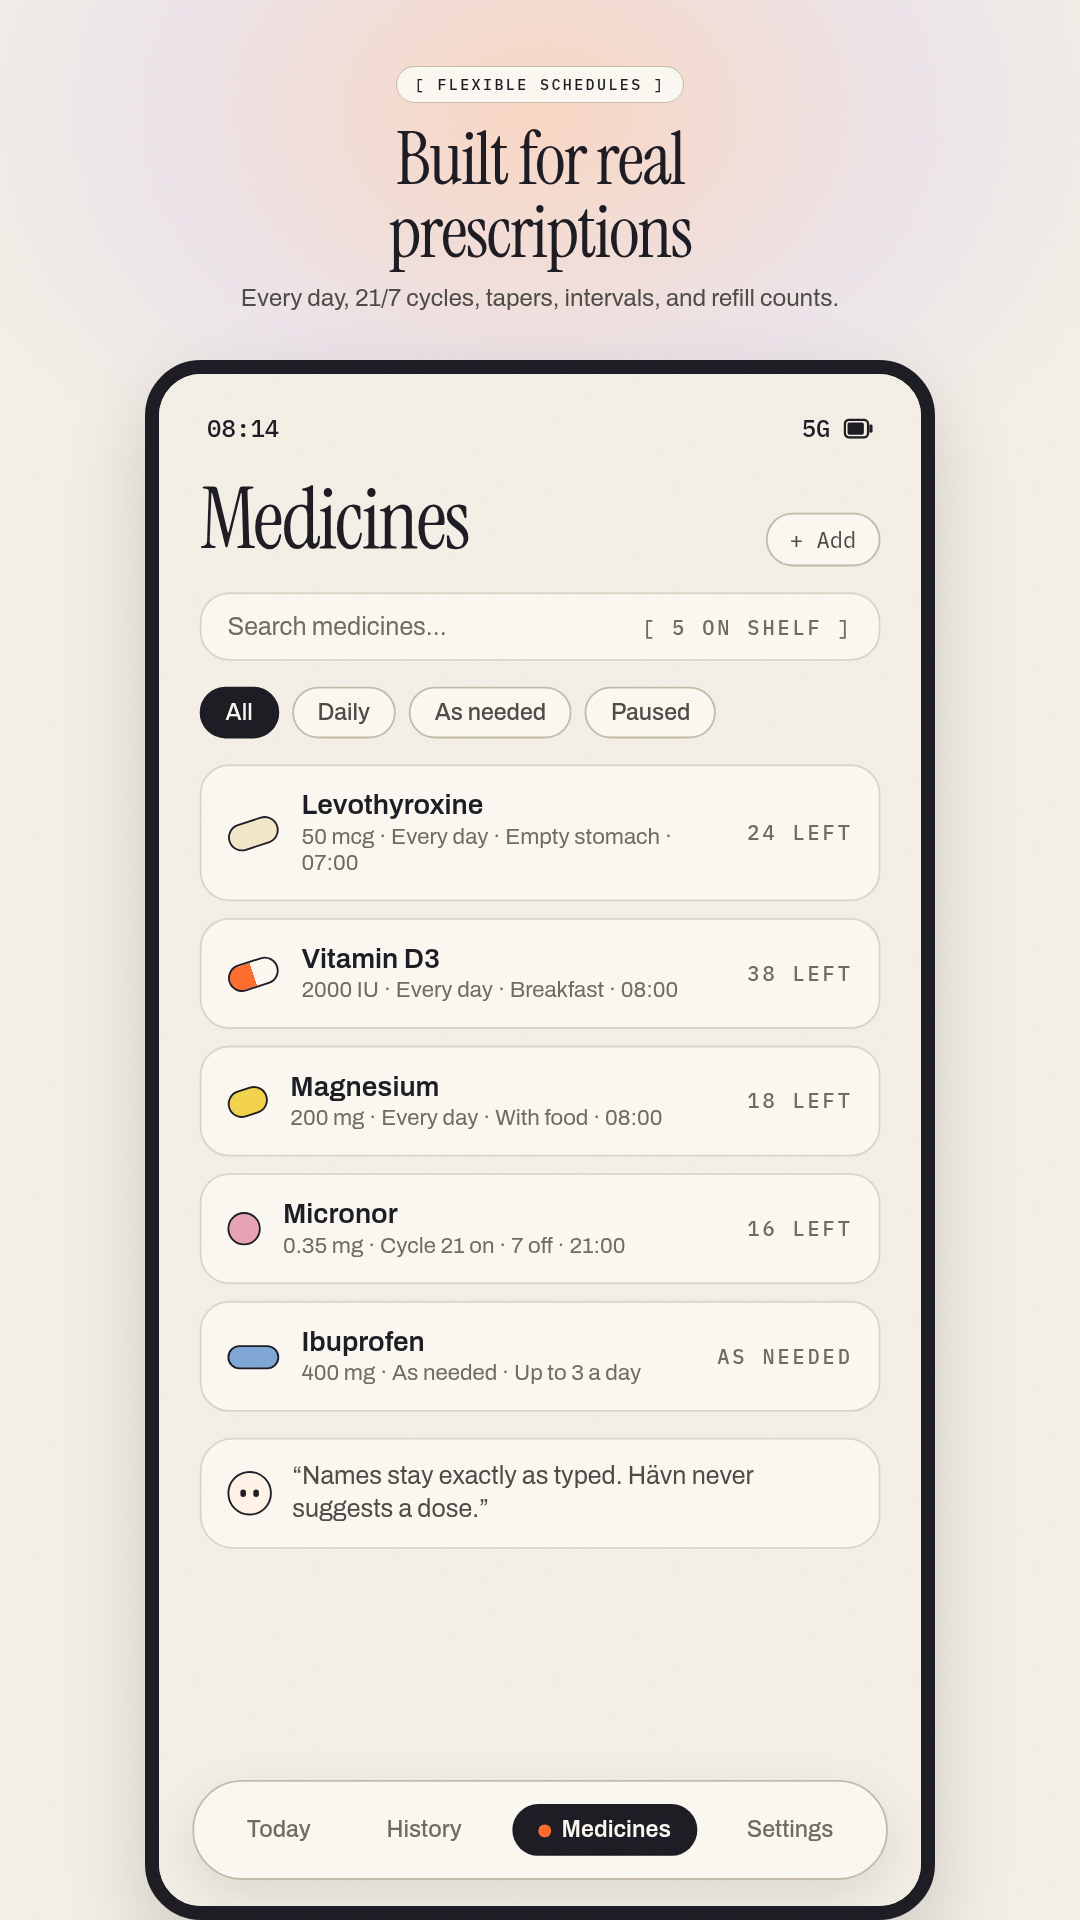 [ FLEXIBLE SCHEDULES ]
Built for real
prescriptions
Every day, 21/7 cycles, tapers, intervals, and refill counts.
08:14
5G
Medicines
+ Add
Search medicines...
[ 5 ON SHELF ]
All
Daily
As needed
Paused
Levothyroxine
50 mcg · Every day · Empty stomach ·
07:00
24 LEFT
Vitamin D3
2000 IU · Every day · Breakfast · 08:00
38 LEFT
Magnesium
200 mg · Every day · With food · 08:00
18 LEFT
Micronor
0.35 mg · Cycle 21 on · 7 off · 21:00
16 LEFT
Ibuprofen
400 mg · As needed · Up to 3 a day
AS NEEDED
“Names stay exactly as typed. Hävn never
suggests a dose.”
Today
History
Medicines
Settings